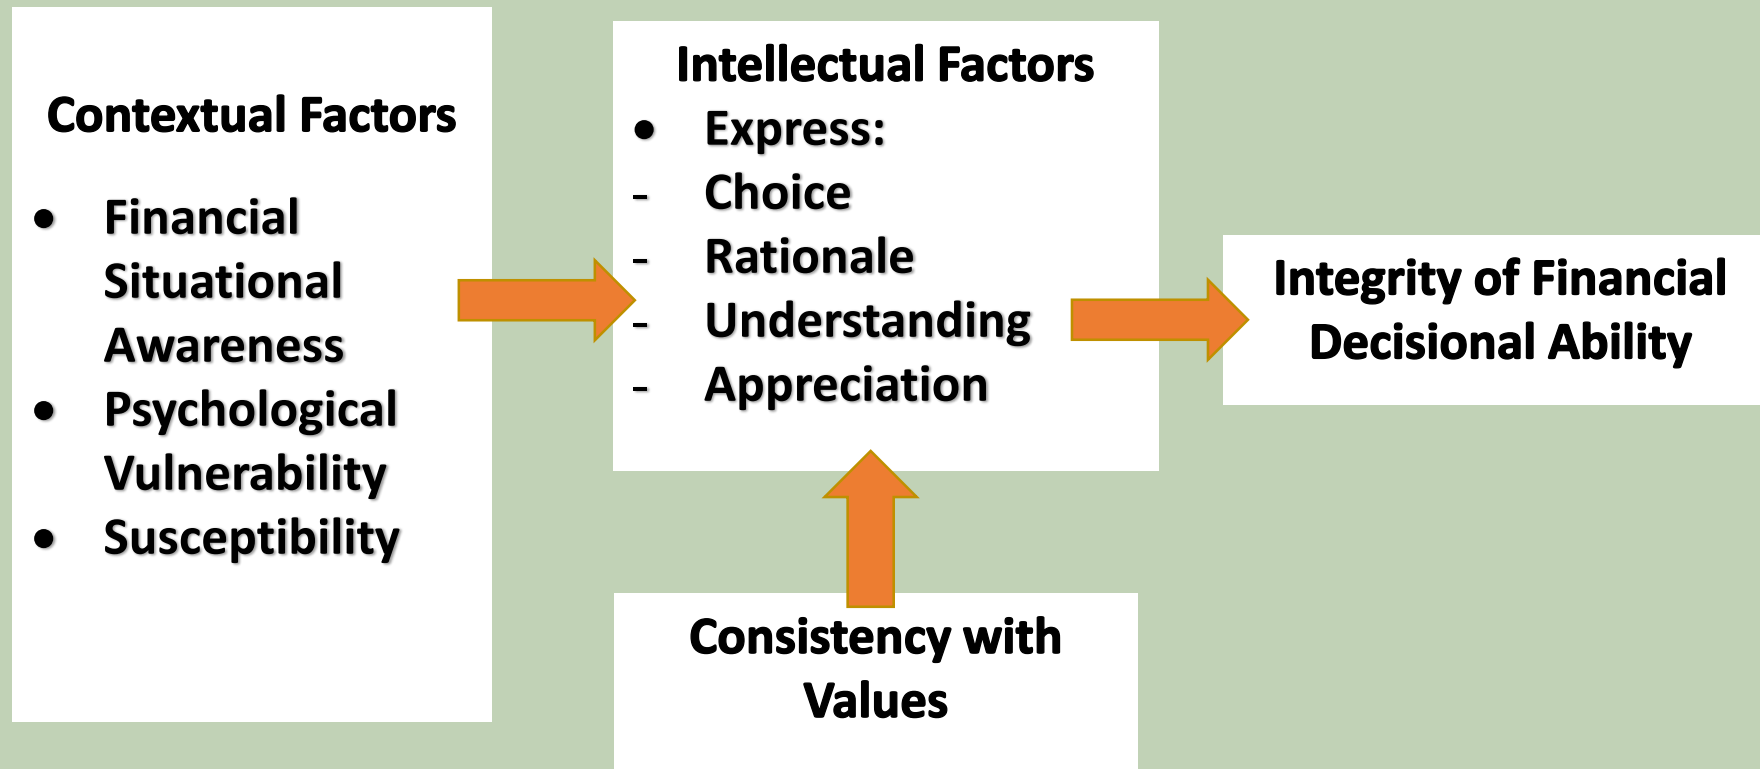 Contextual Factors
• Financial
Situational
Awareness
• Psychological
Vulnerability
• Susceptibility
Intellectual Factors
• Express:
- Choice
- Rationale
- Understanding
- Appreciation
Consistency with
Values
Integrity of Financial
Decisional Ability